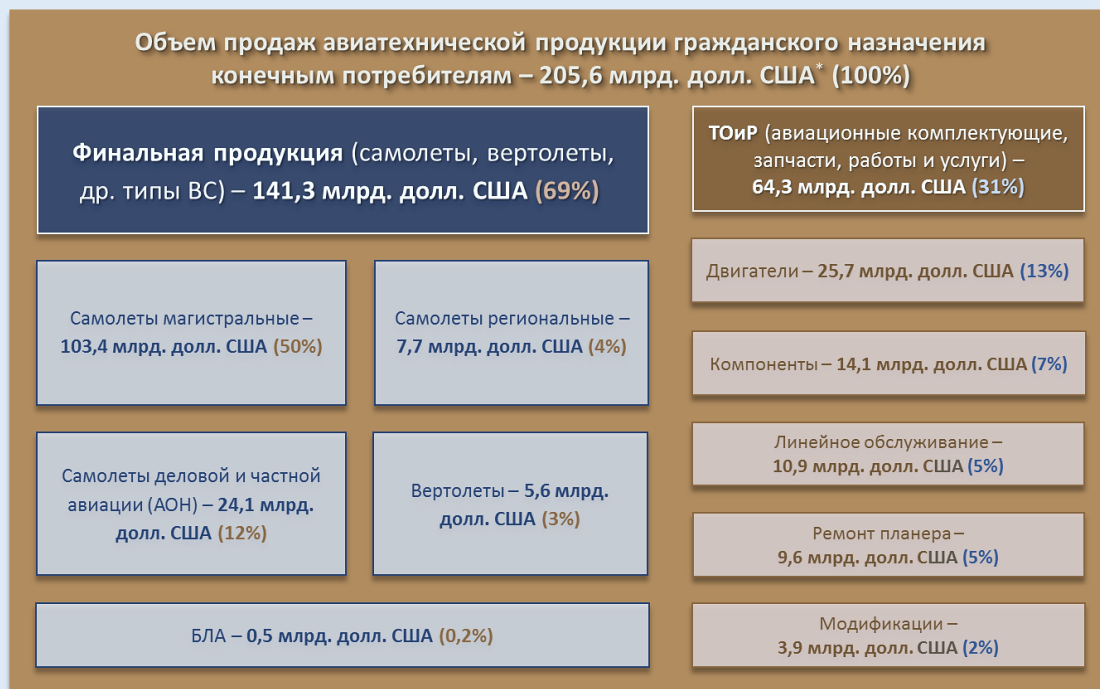 Объем продаж авиатехнической продукции гражданского назначения
конечным потребителям – 205,6 млрд. долл. США* (100%)
Финальная продукция (самолеты, вертолеты,
др. типы ВС) – 141,3 млрд. долл. США (69%)
Самолеты магистральные –
103,4 млрд. долл. США (50%)
Самолеты региональные –
7,7 млрд. долл. США (4%)
Самолеты деловой и частной
авиации (АОН) – 24,1 млрд.
долл. США (12%)
Вертолеты – 5,6 млрд.
долл. США (3%)
БЛА – 0,5 млрд. долл. США (0,2%)
ТОиР (авиационные комплектующие,
запчасти, работы и услуги) –
64,3 млрд. долл. США (31%)
Двигатели – 25,7 млрд. долл. США (13%)
Компоненты – 14,1 млрд. долл. США (7%)
Линейное обслуживание –
10,9 млрд. долл. США (5%)
Ремонт планера –
9,6 млрд. долл. США (5%)
Модификации –
3,9 млрд. долл. США (2%)